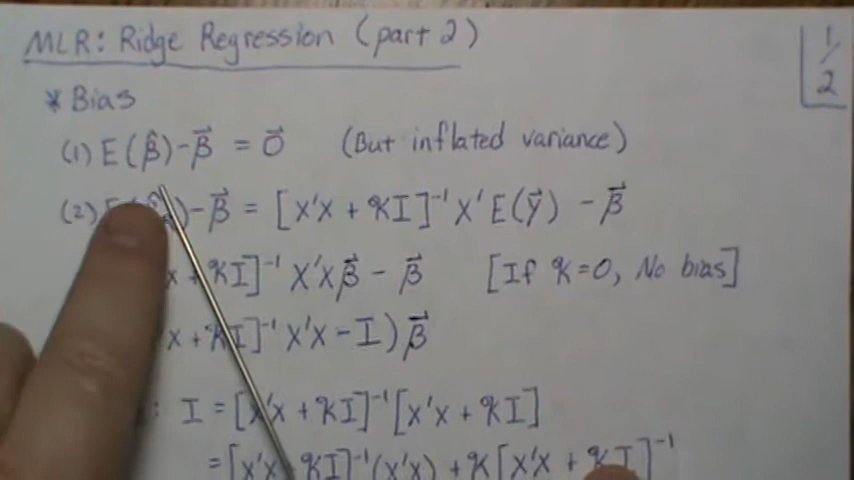 MLR: Ridge Regression (part 2)
1/2
* Bias
(1) E(β̂) - β⃗ = 0⃗ (But inflated variance)
(2) - β⃗ = [X'X + kI]⁻¹ X' E(y⃗) - β⃗
X + kI]⁻¹ X'X β⃗ - β⃗ [If k = 0, No bias]
X + kI]⁻¹ X'X - I) β⃗
: I = [X'X + kI]⁻¹ [X'X + kI]
= [X'X kI]⁻¹ (X'X) + k [X'X + kI]⁻¹